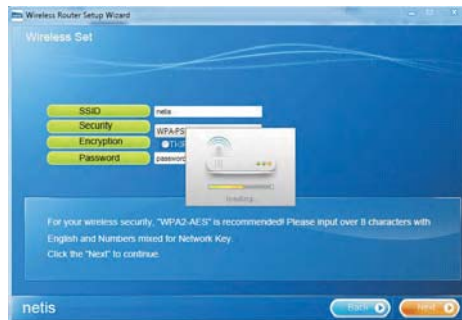 Wireless Router Setup Wizard
Wireless Set
SSID netis
Security WPA-PS
Encryption TKIP
Password password
loading...
For your wireless security, "WPA2-AES" is recommended! Please input over 8 characters with
English and Numbers mixed for Network Key.
Click the "Next" to continue.
netis Back Next